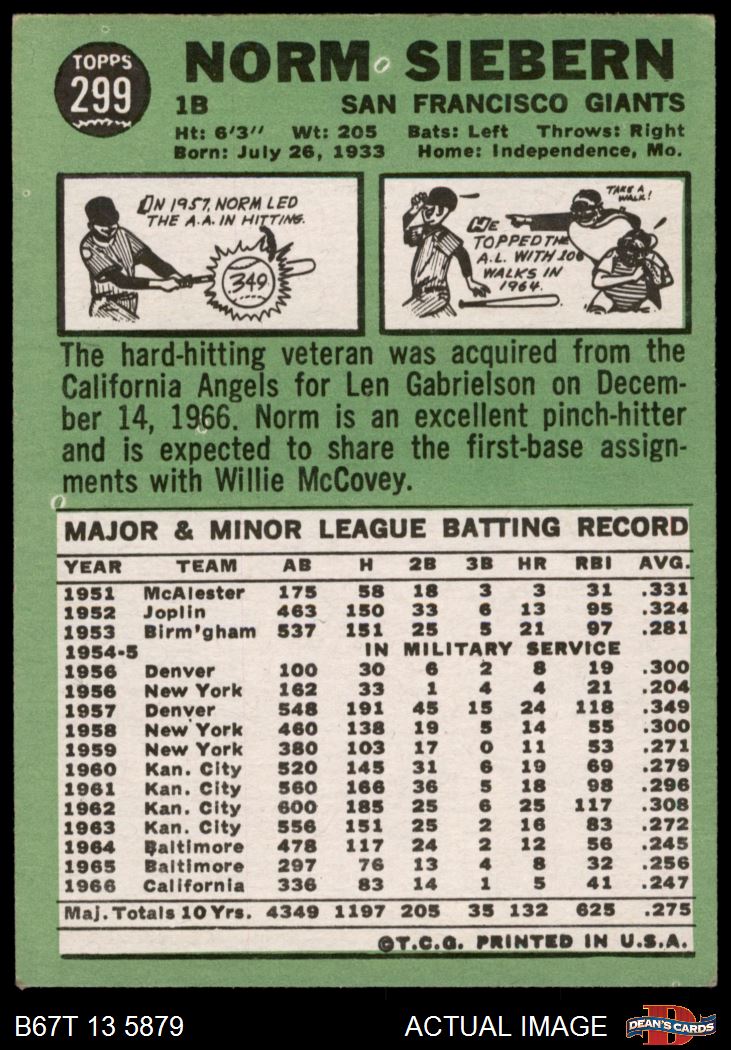 TOPPS
299
NORM SIEBERN
1B SAN FRANCISCO GIANTS
Ht: 6'3" Wt: 205 Bats: Left Throws: Right
Born: July 26, 1933 Home: Independence, Mo.
IN 1957, NORM LED
THE A.A. IN HITTING.
349
HE
TOPPED THE
A.L. WITH 106
WALKS IN
1964.
TAKE A
WALK!
The hard-hitting veteran was acquired from the
California Angels for Len Gabrielson on Decem-
ber 14, 1966. Norm is an excellent pinch-hitter
and is expected to share the first-base assign-
ments with Willie McCovey.
MAJOR & MINOR LEAGUE BATTING RECORD
YEAR TEAM AB H 2B 3B HR RBI AVG.
1951 McAlester 175 58 18 3 3 31 .331
1952 Joplin 463 150 33 6 13 95 .324
1953 Birm'gham 537 151 25 5 21 97 .281
1954-5 IN MILITARY SERVICE
1956 Denver 100 30 6 2 8 19 .300
1956 New York 162 33 1 4 4 21 .204
1957 Denver 548 191 45 15 24 118 .349
1958 New York 460 138 19 5 14 55 .300
1959 New York 380 103 17 0 11 53 .271
1960 Kan. City 520 145 31 6 19 69 .279
1961 Kan. City 560 166 36 5 18 98 .296
1962 Kan. City 600 185 25 6 25 117 .308
1963 Kan. City 556 151 25 2 16 83 .272
1964 Baltimore 478 117 24 2 12 56 .245
1965 Baltimore 297 76 13 4 8 32 .256
1966 California 336 83 14 1 5 41 .247
Maj. Totals 10 Yrs. 4349 1197 205 35 132 625 .275
©T.C.G. PRINTED IN U.S.A.
B67T 13 5879 ACTUAL IMAGE
D
DEAN'S CARDS